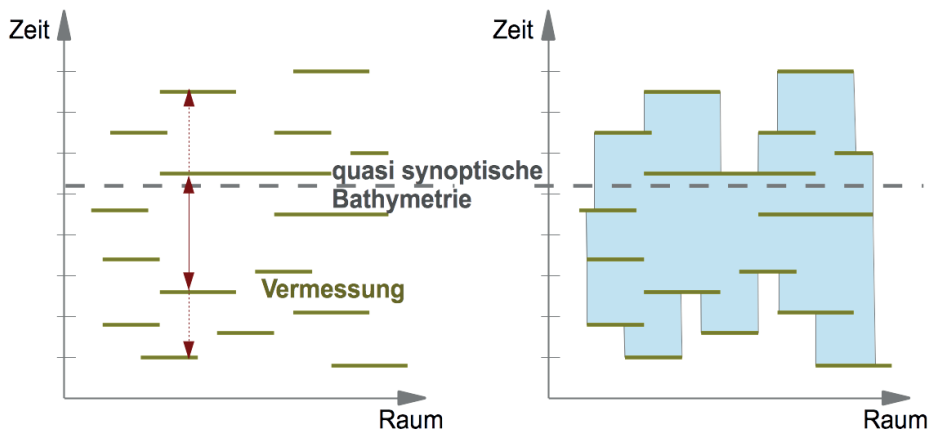 Zeit
quasi synoptische
Bathymetrie
Vermessung
Raum
Zeit
Raum